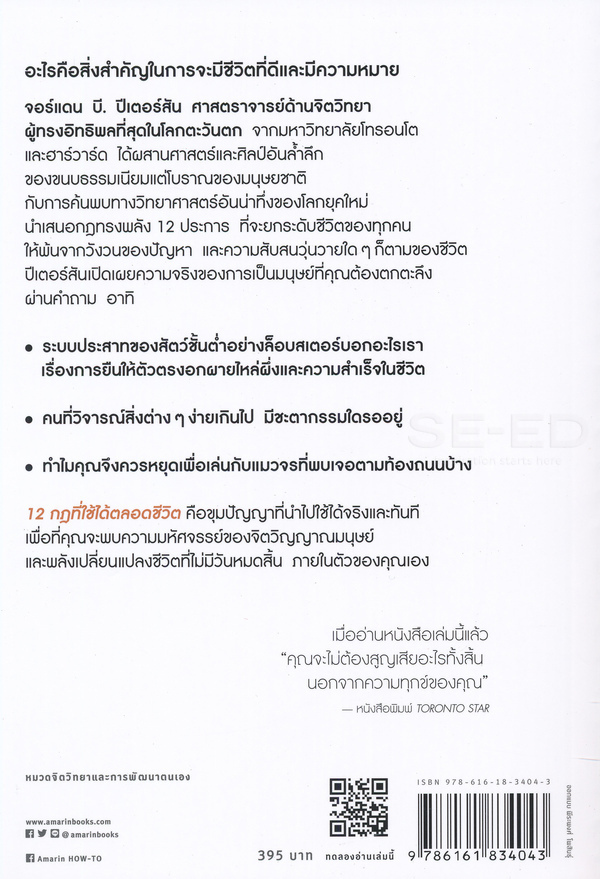 อะไรคือสิ่งสำคัญในการจะมีชีวิตที่ดีและมีความหมาย
จอร์แดน บี. ปีเตอร์สัน ศาสตราจารย์ด้านจิตวิทยา
ผู้ทรงอิทธิพลที่สุดในโลกตะวันตก จากมหาวิทยาลัยโทรอนโต
และฮาร์วาร์ด ได้ผสานศาสตร์และศิลป์อันล้ำลึก
ของขนบธรรมเนียมแต่โบราณของมนุษยชาติ
กับการค้นพบทางวิทยาศาสตร์อันน่าทึ่งของโลกยุคใหม่
นำเสนอกฎทรงพลัง 12 ประการ ที่จะยกระดับชีวิตของทุกคน
ให้พ้นจากวังวนของปัญหา และความสับสนวุ่นวายใด ๆ ก็ตามของชีวิต
ปีเตอร์สันเปิดเผยความจริงของการเป็นมนุษย์ที่คุณต้องตกตะลึง
ผ่านคำถาม อาทิ
• ระบบประสาทของสัตว์ชั้นต่ำอย่างล็อบสเตอร์บอกอะไรเรา
เรื่องการยืนให้ตัวตรงอกผายไหล่ผึ่งและความสำเร็จในชีวิต
• คนที่วิจารณ์สิ่งต่าง ๆ ง่ายเกินไป มีชะตากรรมใดรออยู่
SE-ED
• ทำไมคุณจึงควรหยุดเพื่อเล่นกับแมวจรที่พบเจอตามท้องถนนบ้าง
12 กฎที่ใช้ได้ตลอดชีวิต คือขุมปัญญาที่นำไปใช้ได้จริงและทันที
เพื่อที่คุณจะพบความมหัศจรรย์ของจิตวิญญาณมนุษย์
และพลังเปลี่ยนแปลงชีวิตที่ไม่มีวันหมดสิ้น ภายในตัวของคุณเอง
เมื่ออ่านหนังสือเล่มนี้แล้ว
“คุณจะไม่ต้องสูญเสียอะไรทั้งสิ้น
นอกจากความทุกข์ของคุณ”
— หนังสือพิมพ์ TORONTO STAR
หมวดจิตวิทยาและการพัฒนาตนเอง
www.amarinbooks.com
@amarinbooks
Amarin HOW-TO
395 บาท ทดลองอ่านเล่มนี้
ISBN 978-616-18-3404-3
9 786161 834043